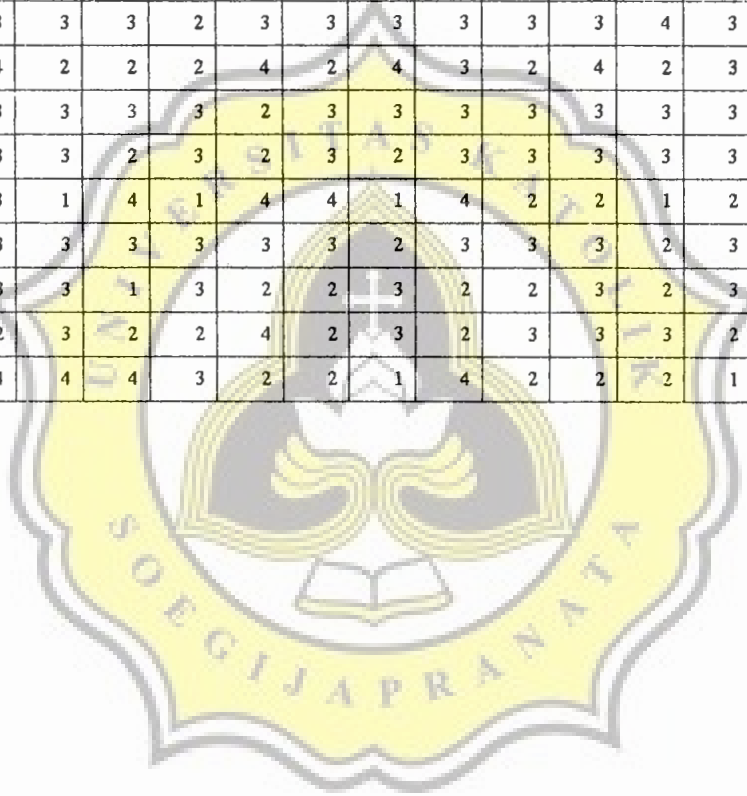 3 3 2 3 3 3 3 3 3 4 3
2 2 2 4 2 4 3 2 4 2 3
3 3 3 2 3 3 3 3 3 3 3
3 2 3 2 3 2 3 3 3 3 3
1 4 1 4 4 1 4 2 2 1 2
3 3 3 3 3 2 3 3 3 2 3
3 1 3 2 2 3 2 2 3 2 3
3 2 2 4 2 3 2 3 3 3 2
4 4 3 2 2 1 4 2 2 2 1
UNIVERSITAS KATOLIK
SOEGIJAPRANATA